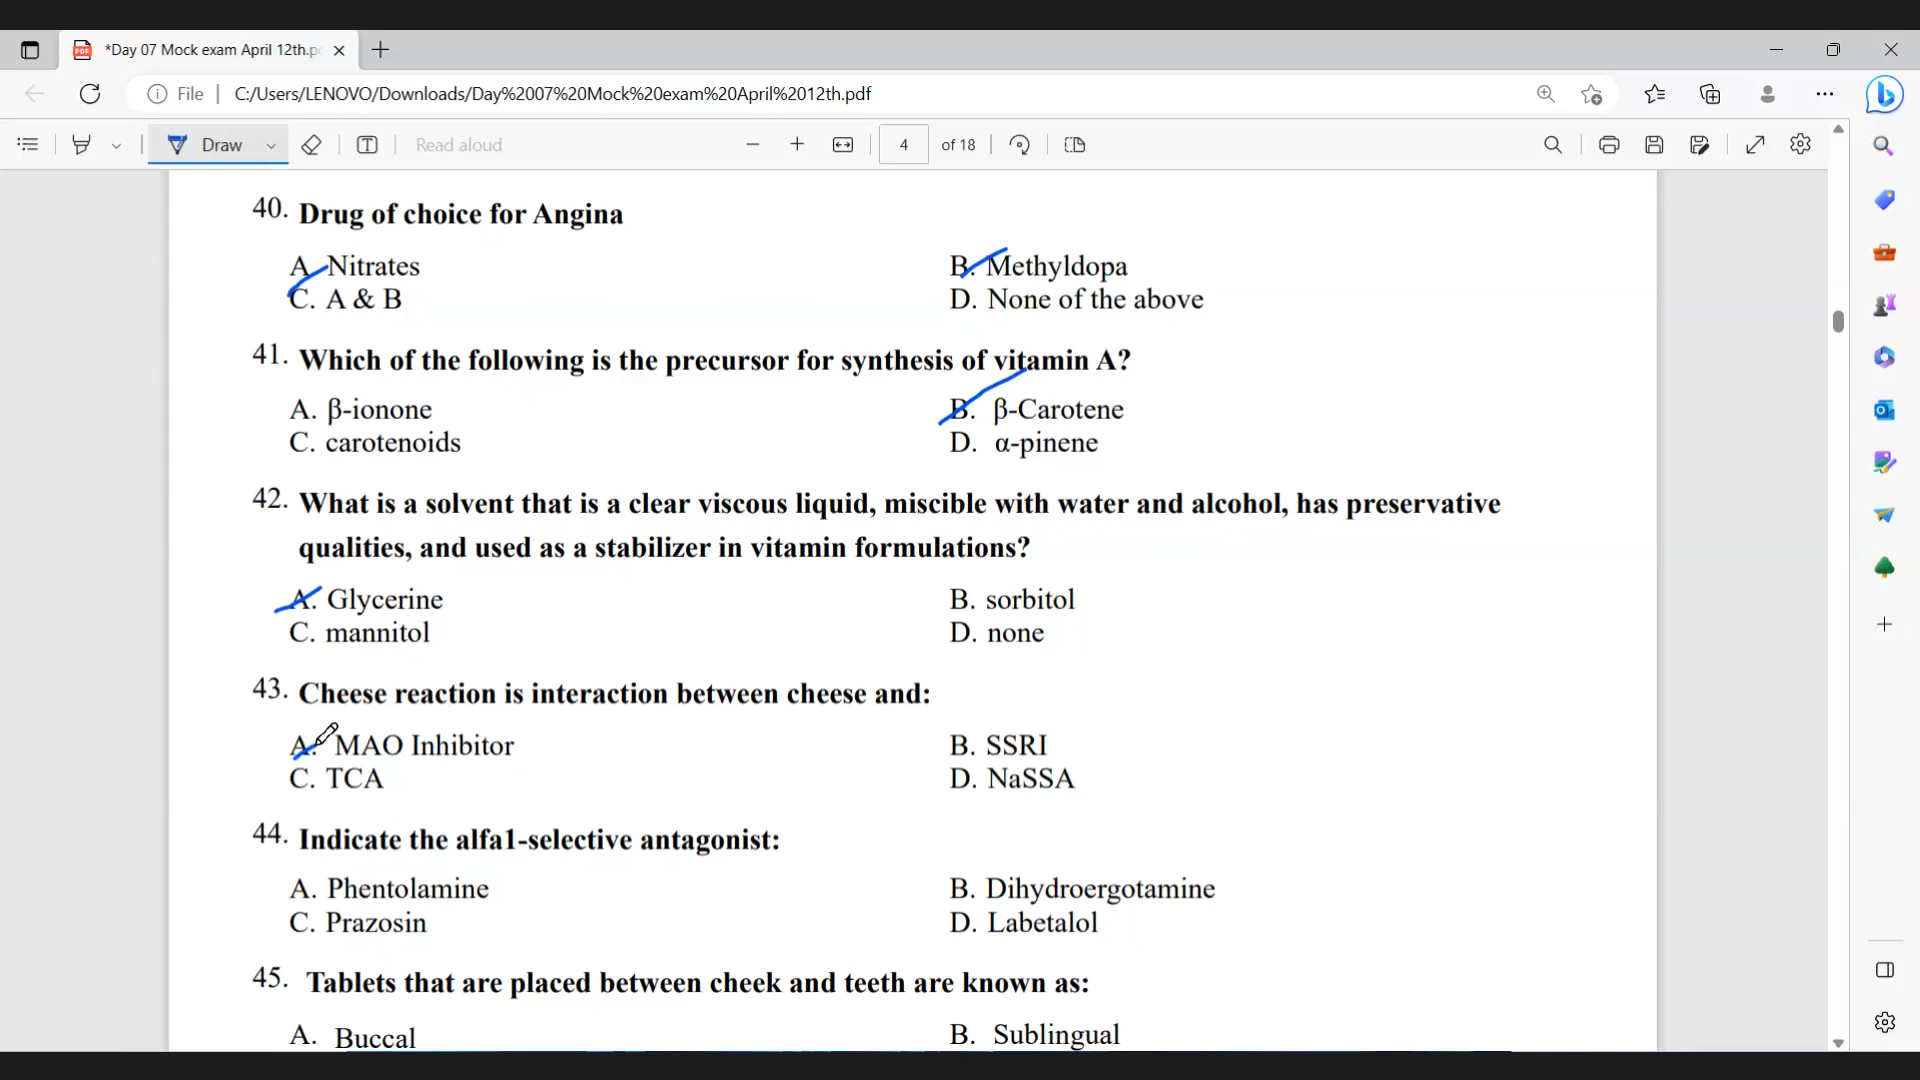 *Day 07 Mock exam April 12th.p
File
C:/Users/LENOVO/Downloads/Day%2007%20Mock%20exam%20April%2012th.pdf
Draw
Read aloud
4 of 18
40. Drug of choice for Angina
A. Nitrates B. Methyldopa
C. A & B D. None of the above
41. Which of the following is the precursor for synthesis of vitamin A?
A. β-ionone B. β-Carotene
C. carotenoids D. α-pinene
42. What is a solvent that is a clear viscous liquid, miscible with water and alcohol, has preservative
qualities, and used as a stabilizer in vitamin formulations?
A. Glycerine B. sorbitol
C. mannitol D. none
43. Cheese reaction is interaction between cheese and:
A. MAO Inhibitor B. SSRI
C. TCA D. NaSSA
44. Indicate the alfa1-selective antagonist:
A. Phentolamine B. Dihydroergotamine
C. Prazosin D. Labetalol
45. Tablets that are placed between cheek and teeth are known as:
A. Buccal B. Sublingual